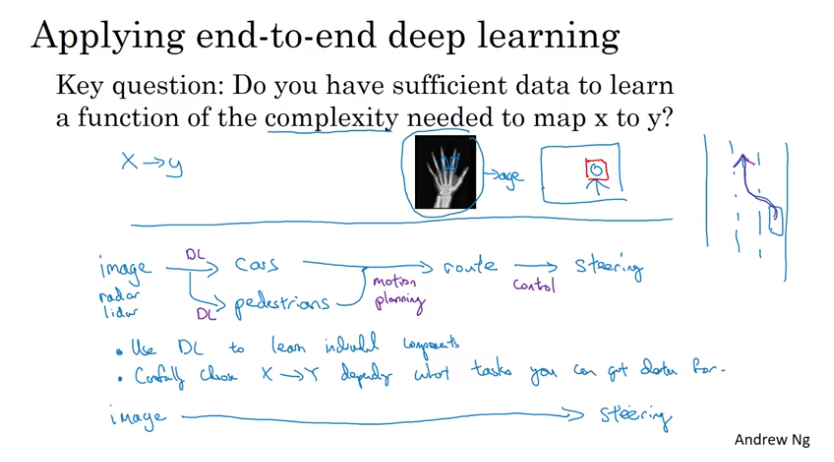 Applying end-to-end deep learning
Key question: Do you have sufficient data to learn
a function of the complexity needed to map x to y?
X → y
→ age
image DL → cars → route → steering
radar
lidar
DL → pedestrians
motion
planning
control
• Use DL to learn individual components
• Carefully choose X → Y depending what tasks you can get data for.
image → steering
Andrew Ng